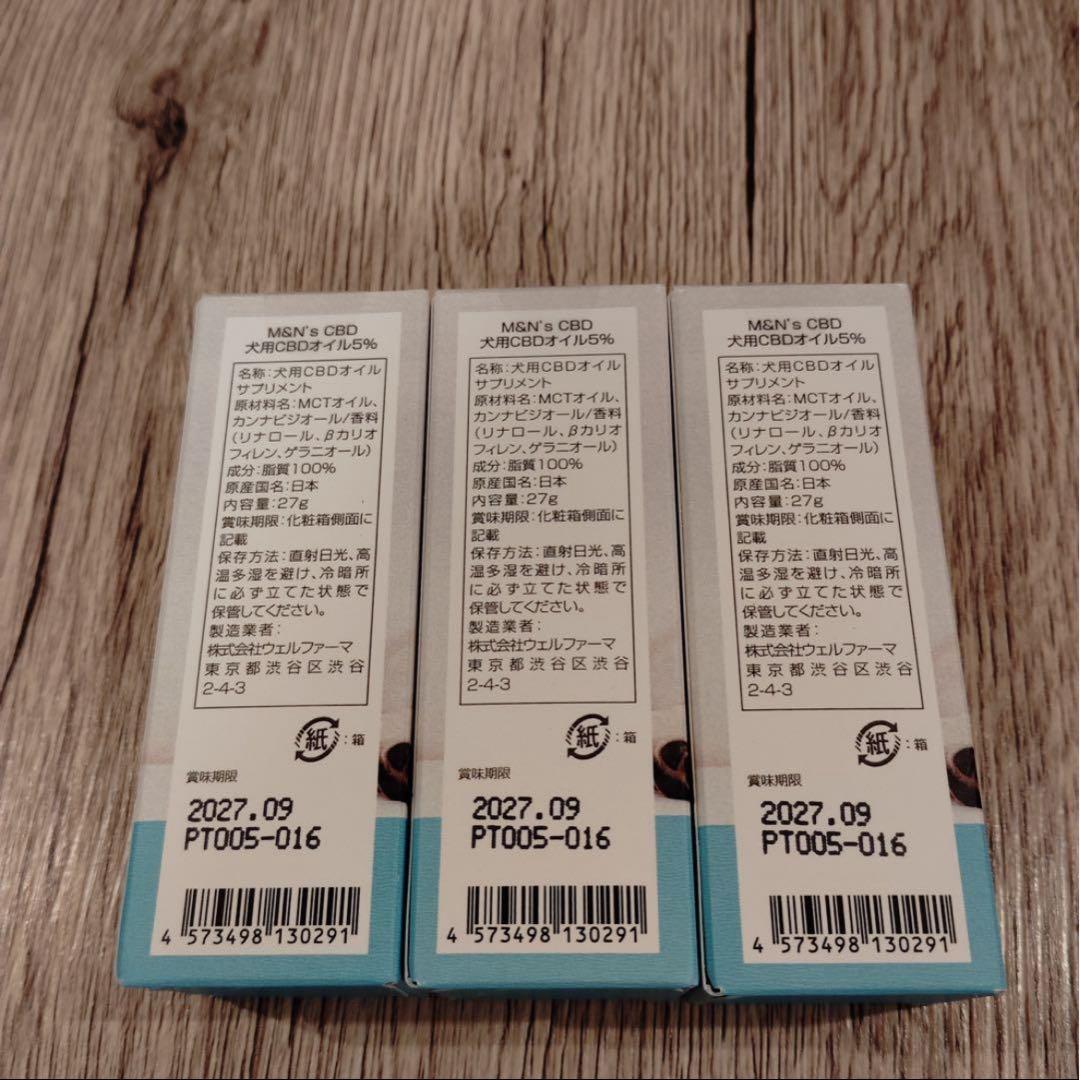 M&N's CBD
犬用CBDオイル5%
名称:犬用CBDオイル
サプリメント
原材料名:MCTオイル、
カンナビジオール/香料
(リナロール、βカリオ
フィレン、ゲラニオール)
成分:脂質100%
原産国名:日本
内容量:27g
賞味期限:化粧箱側面に
記載
保存方法:直射日光、高
温多湿を避け、冷暗所
に必ず立てた状態で
保管してください。
製造業者:
株式会社ウェルファーマ
東京都渋谷区渋谷
2-4-3
紙:箱
賞味期限
2027.09
PT005-016
4 573498 130291
M&N's CBD
犬用CBDオイル5%
名称:犬用CBDオイル
サプリメント
原材料名:MCTオイル、
カンナビジオール/香料
(リナロール、βカリオ
フィレン、ゲラニオール)
成分:脂質100%
原産国名:日本
内容量:27g
賞味期限:化粧箱側面に
記載
保存方法:直射日光、高
温多湿を避け、冷暗所
に必ず立てた状態で
保管してください。
製造業者:
株式会社ウェルファーマ
東京都渋谷区渋谷
2-4-3
紙:箱
賞味期限
2027.09
PT005-016
4 573498 130291
M&N's CBD
犬用CBDオイル5%
名称:犬用CBDオイル
サプリメント
原材料名:MCTオイル、
カンナビジオール/香料
(リナロール、βカリオ
フィレン、ゲラニオール)
成分:脂質100%
原産国名:日本
内容量:27g
賞味期限:化粧箱側面に
記載
保存方法:直射日光、高
温多湿を避け、冷暗所
に必ず立てた状態で
保管してください。
製造業者:
株式会社ウェルファーマ
東京都渋谷区渋谷
2-4-3
紙:箱
賞味期限
2027.09
PT005-016
4 573498 130291